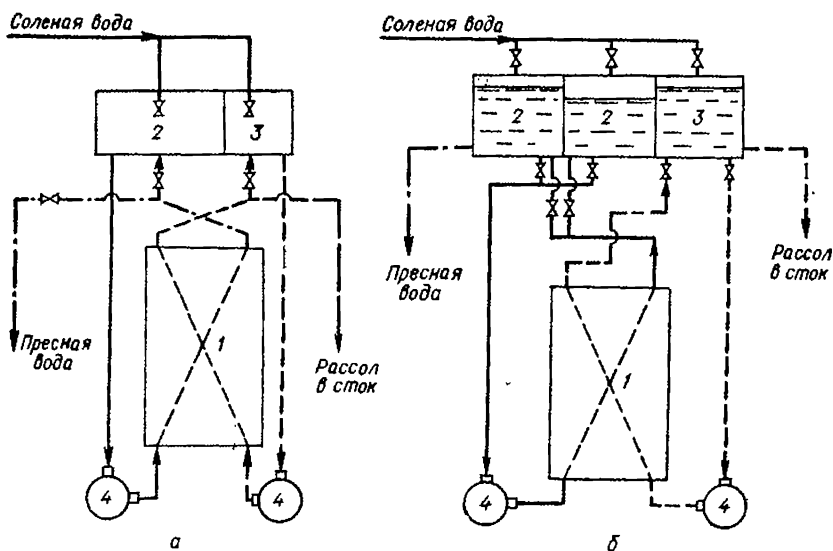 Соленая вода
2
3
Пресная
вода
1
Рассол
в сток
4
4
а
Соленая вода
2
2
3
Пресная
вода
Рассол
в сток
1
4
4
б